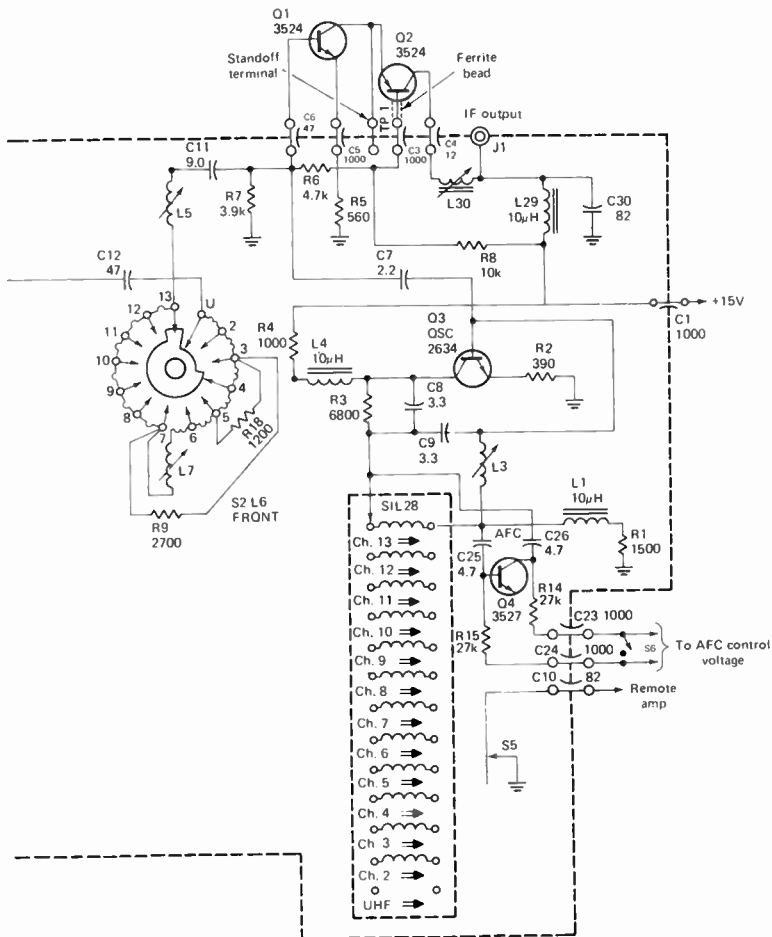 Q1
3524
Q2
3524
Standoff
terminal
Ferrite
bead
TP 1
IF output
J1
C6
47
C5
1000
C3
1000
C4
12
C11
9.0
R6
4.7k
R7
3.9k
R5
560
L5
L30
L29
10µH
C30
82
C7
2.2
R8
10k
C12
47
+15V
C1
1000
13
U
2
3
4
5
6
7
8
9
10
11
12
R18
1200
L7
R9
2700
S2 L6
FRONT
R4
1000
L4
10µH
Q3
QSC
2634
R2
390
R3
6800
C8
3.3
C9
3.3
L3
L1
10µH
R1
1500
SIL28
AFC
C25
4.7
C26
4.7
Q4
3527
R14
27k
R15
27k
C23 1000
C24 1000
S6
To AFC control
voltage
C10 82
Remote
amp
S5
Ch. 13
Ch. 12
Ch. 11
Ch. 10
Ch. 9
Ch. 8
Ch. 7
Ch. 6
Ch. 5
Ch. 4
Ch. 3
Ch. 2
UHF